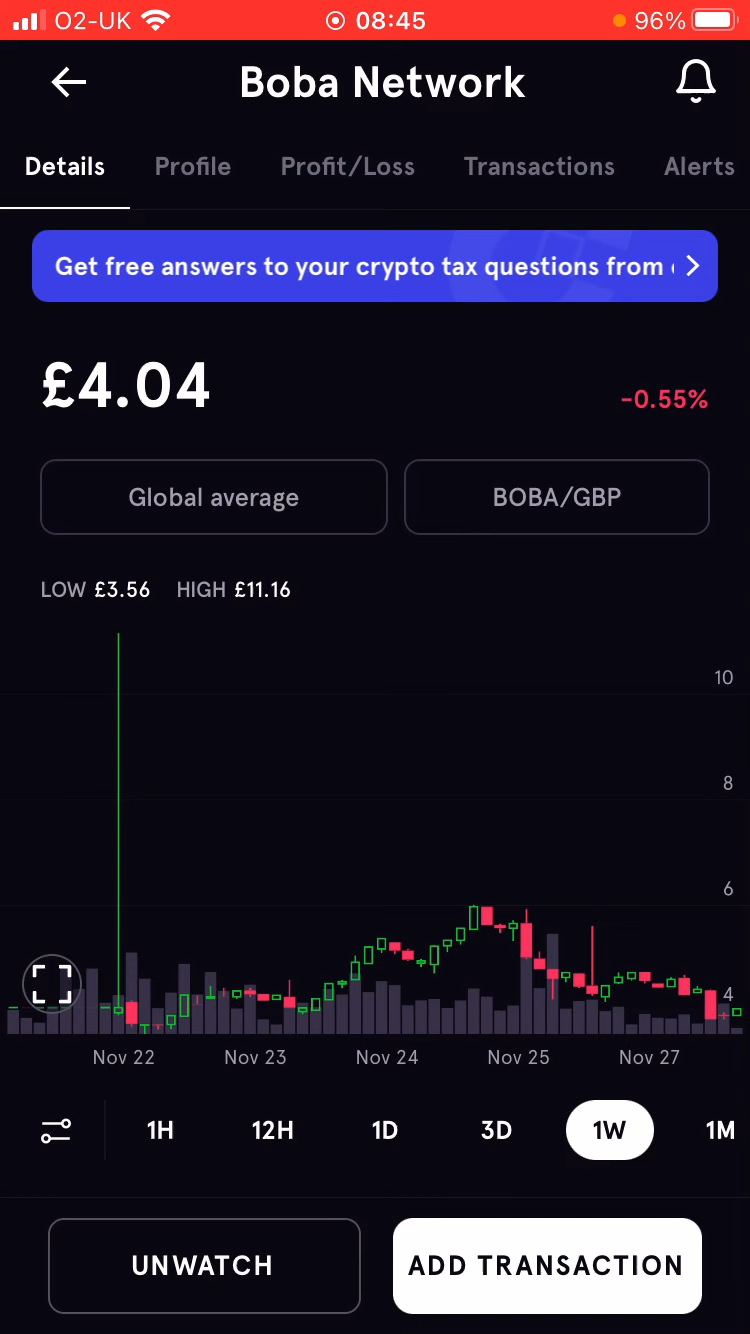 O2-UK 08:45 96%
Boba Network
Details Profile Profit/Loss Transactions Alerts
Get free answers to your crypto tax questions from
£4.04
-0.55%
Global average BOBA/GBP
LOW £3.56 HIGH £11.16
10
8
6
4
Nov 22 Nov 23 Nov 24 Nov 25 Nov 27
1H 12H 1D 3D 1W 1M
UNWATCH ADD TRANSACTION